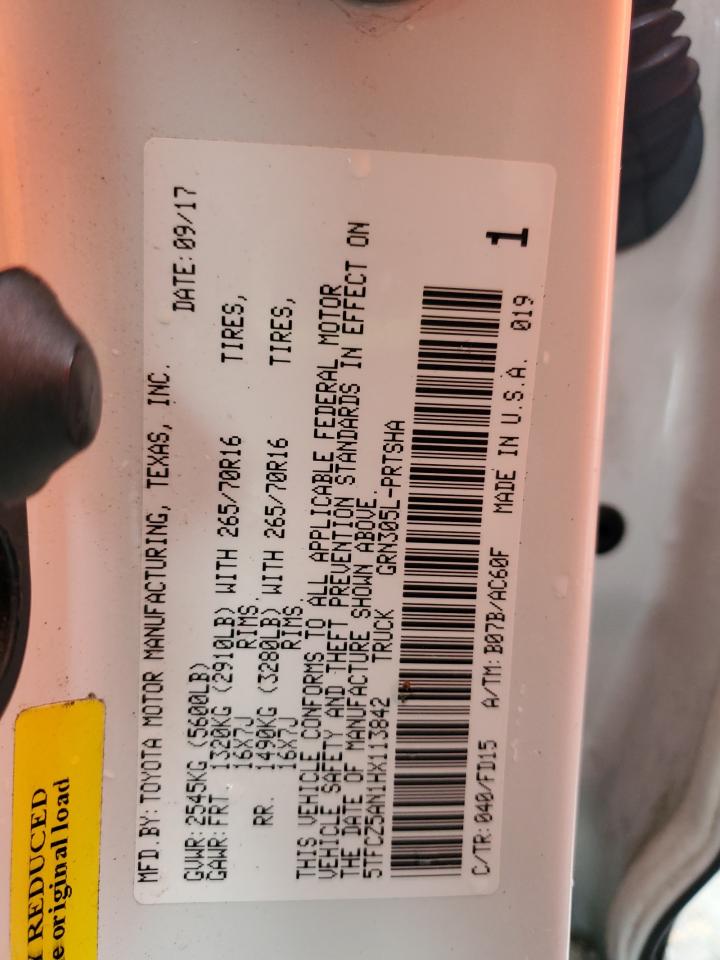 MFD.BY: TOYOTA MOTOR MANUFACTURING, TEXAS, INC. DATE: 09/17
GVWR: 2545KG (5600LB)
GAWR: FRT 1320KG (2910LB) WITH 265/70R16 TIRES,
16X7J RIMS.
RR. 1490KG (3280LB) WITH 265/70R16 TIRES,
16X7J RIMS.
THIS VEHICLE CONFORMS TO ALL APPLICABLE FEDERAL MOTOR
VEHICLE SAFETY AND THEFT PREVENTION STANDARDS IN EFFECT ON
THE DATE OF MANUFACTURE SHOWN ABOVE.
5TFCZ5AN1HX113842 TRUCK GRN305L-PRTSHA
C/TR: 040/FD15 A/TM: B07B/AC60F MADE IN U.S.A. 019
1
REDUCED
original load